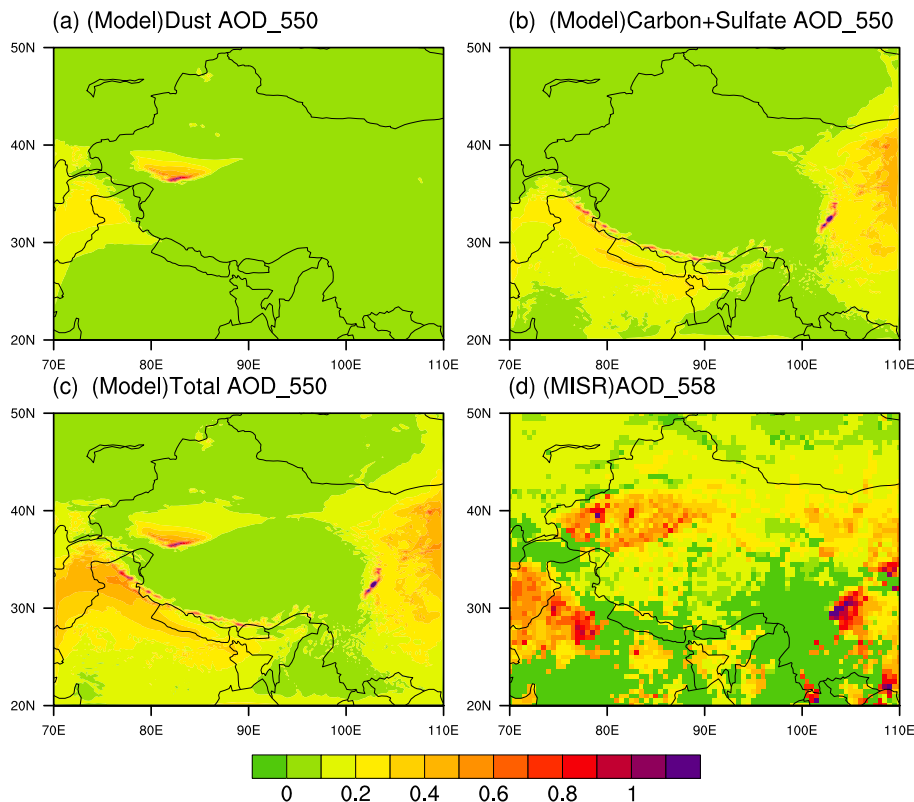 (a) (Model)Dust AOD_550
(b) (Model)Carbon+Sulfate AOD_550
50N
40N
30N
20N
70E 80E 90E 100E 110E
50N
40N
30N
20N
70E 80E 90E 100E 110E
(c) (Model)Total AOD_550
(d) (MISR)AOD_558
50N
40N
30N
20N
70E 80E 90E 100E 110E
50N
40N
30N
20N
70E 80E 90E 100E 110E
0 0.2 0.4 0.6 0.8 1